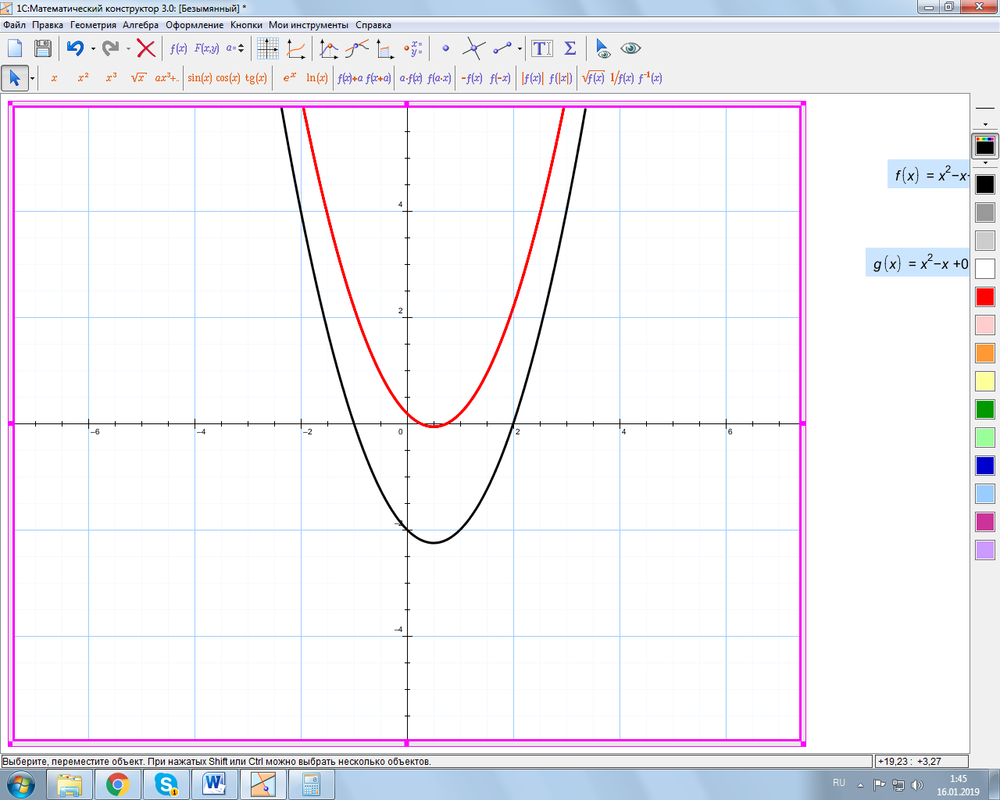 1С:Математический конструктор 3.0: [Безымянный] *
Файл Правка Геометрия Алгебра Оформление Кнопки Мои инструменты Справка
f(x) F(x,y) a= x= y= T Σ
x x² x³ √x ax³+.. sin(x) cos(x) tg(x) eˣ ln(x) f(x)+a f(x+a) a·f(x) f(a·x) -f(x) f(-x) |f(x)| f(|x|) √f(x) 1/f(x) f⁻¹(x)
f(x) = x²−x
g(x) = x²−x +0
4
2
−6 −4 −2 0 2 4 6
−2
−4
Выберите, переместите объект. При нажатых Shift или Ctrl можно выбрать несколько объектов.
+19,23 : +3,27
RU
1:45
16.01.2019